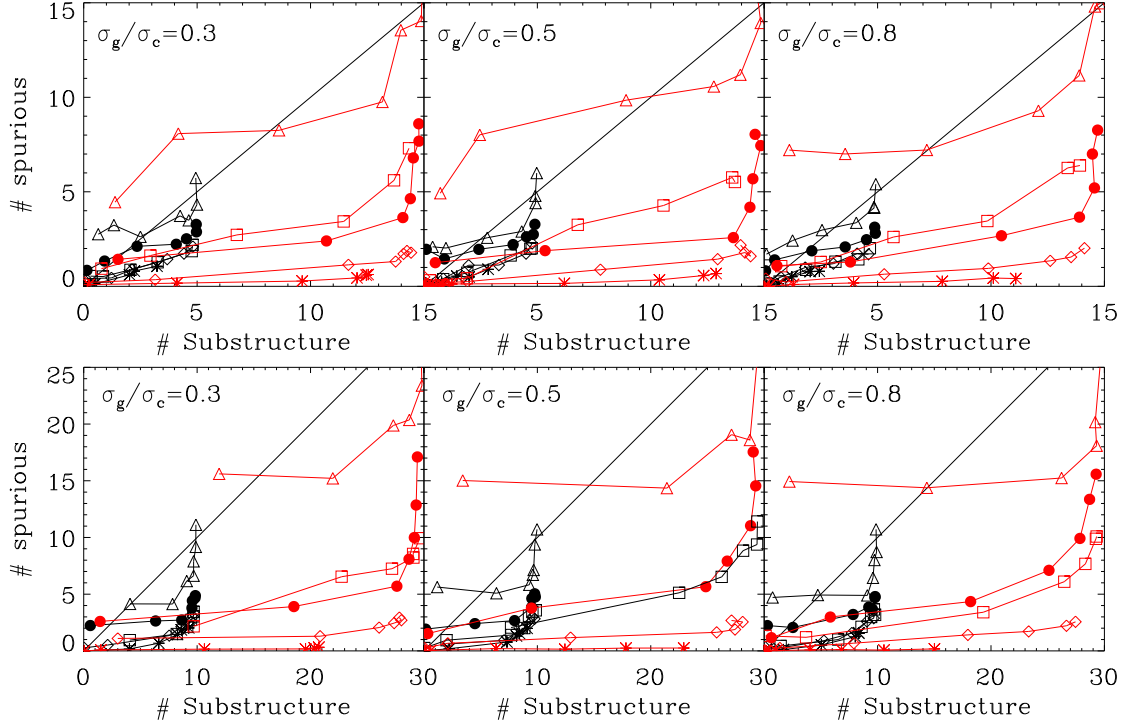 15
10
5
0
# spurious
σg/σc=0.3
σg/σc=0.5
σg/σc=0.8
0 5 10 15 5 10 15 5 10 15
# Substructure # Substructure # Substructure
25
20
15
10
5
0
# spurious
σg/σc=0.3
σg/σc=0.5
σg/σc=0.8
0 10 20 30 10 20 30 10 20 30
# Substructure # Substructure # Substructure